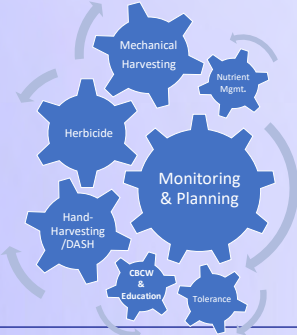 Mechanical
Harvesting
Nutrient
Mgmt.
Herbicide
Monitoring
& Planning
Hand-
Harvesting
/DASH
CBCW
&
Education
Tolerance